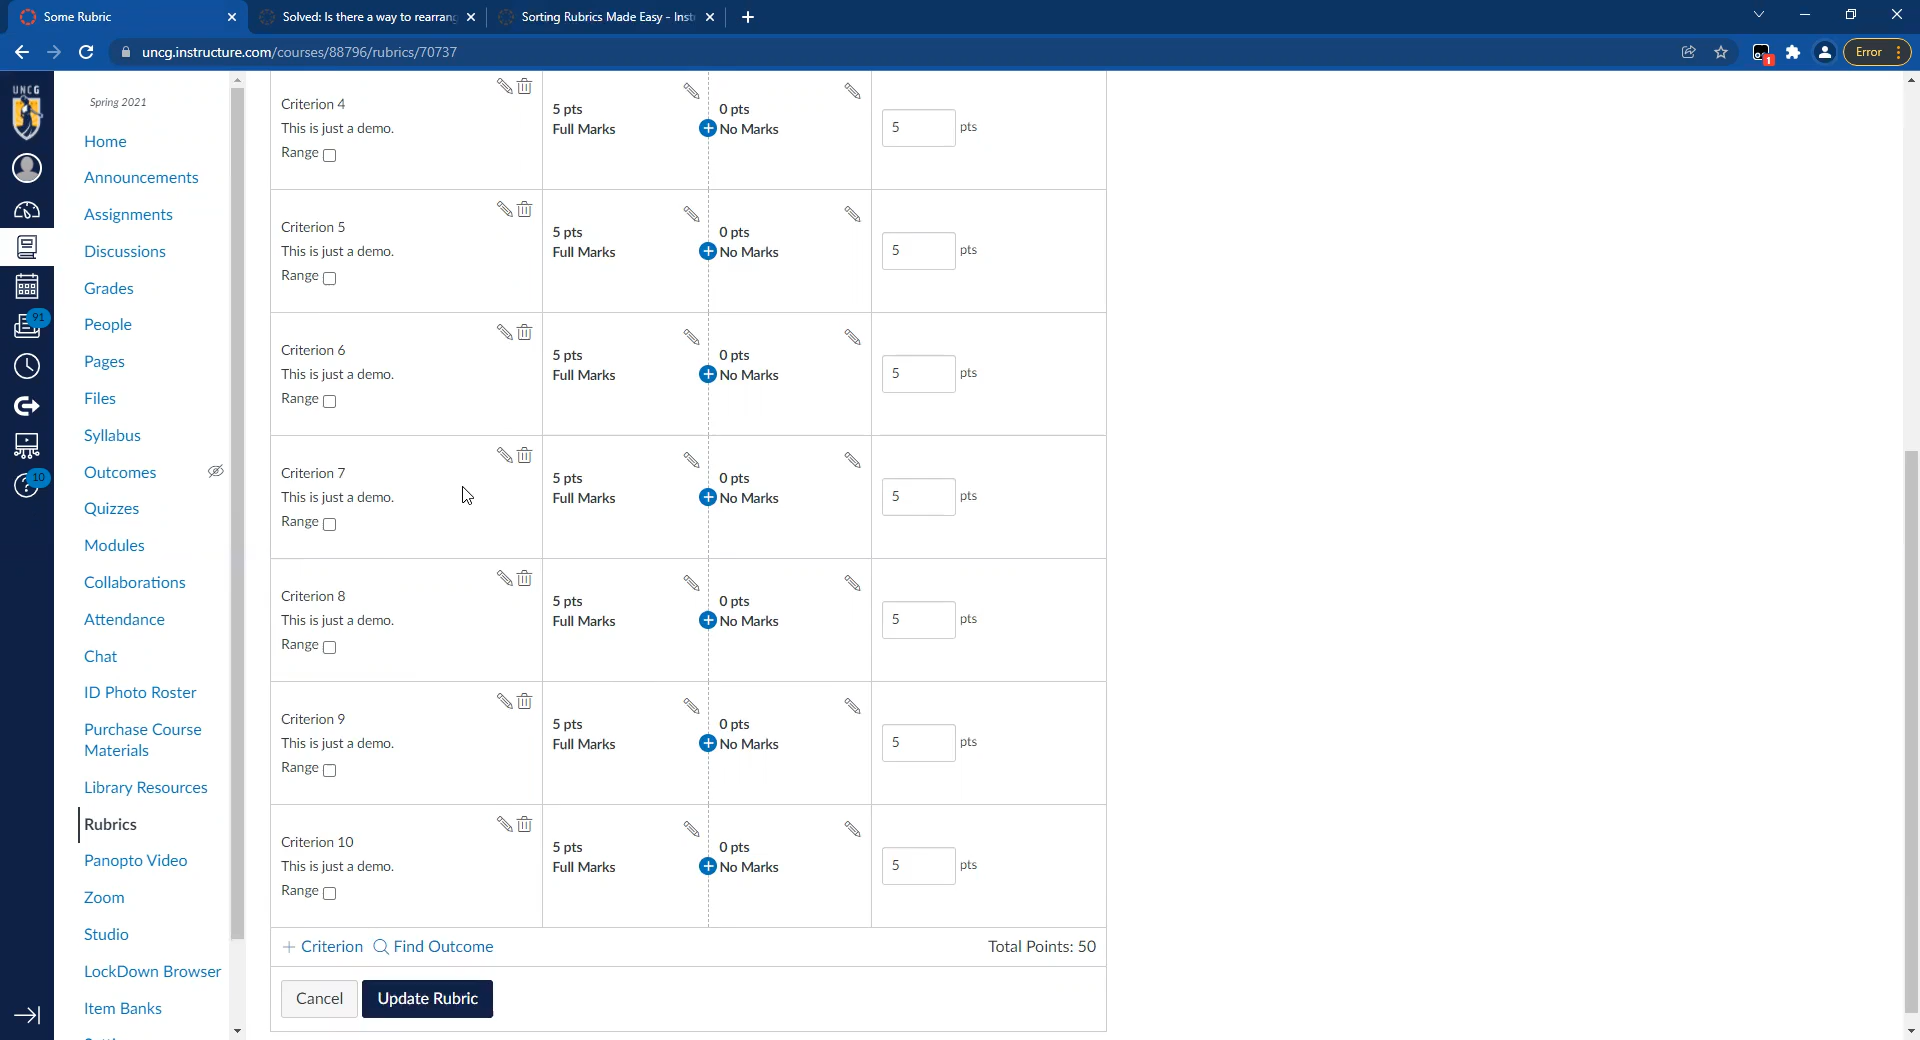 Some Rubric
Solved: Is there a way to rearrang
Sorting Rubrics Made Easy - Inst
uncg.instructure.com/courses/88796/rubrics/70737
1
Error
UNCG
91
10
Spring 2021
Home
Announcements
Assignments
Discussions
Grades
People
Pages
Files
Syllabus
Outcomes
Quizzes
Modules
Collaborations
Attendance
Chat
ID Photo Roster
Purchase Course
Materials
Library Resources
Rubrics
Panopto Video
Zoom
Studio
LockDown Browser
Item Banks
Criterion 4
This is just a demo.
Range
5 pts
Full Marks
0 pts
No Marks
5 pts
Criterion 5
This is just a demo.
Range
5 pts
Full Marks
0 pts
No Marks
5 pts
Criterion 6
This is just a demo.
Range
5 pts
Full Marks
0 pts
No Marks
5 pts
Criterion 7
This is just a demo.
Range
5 pts
Full Marks
0 pts
No Marks
5 pts
Criterion 8
This is just a demo.
Range
5 pts
Full Marks
0 pts
No Marks
5 pts
Criterion 9
This is just a demo.
Range
5 pts
Full Marks
0 pts
No Marks
5 pts
Criterion 10
This is just a demo.
Range
5 pts
Full Marks
0 pts
No Marks
5 pts
+ Criterion Find Outcome Total Points: 50
Cancel Update Rubric